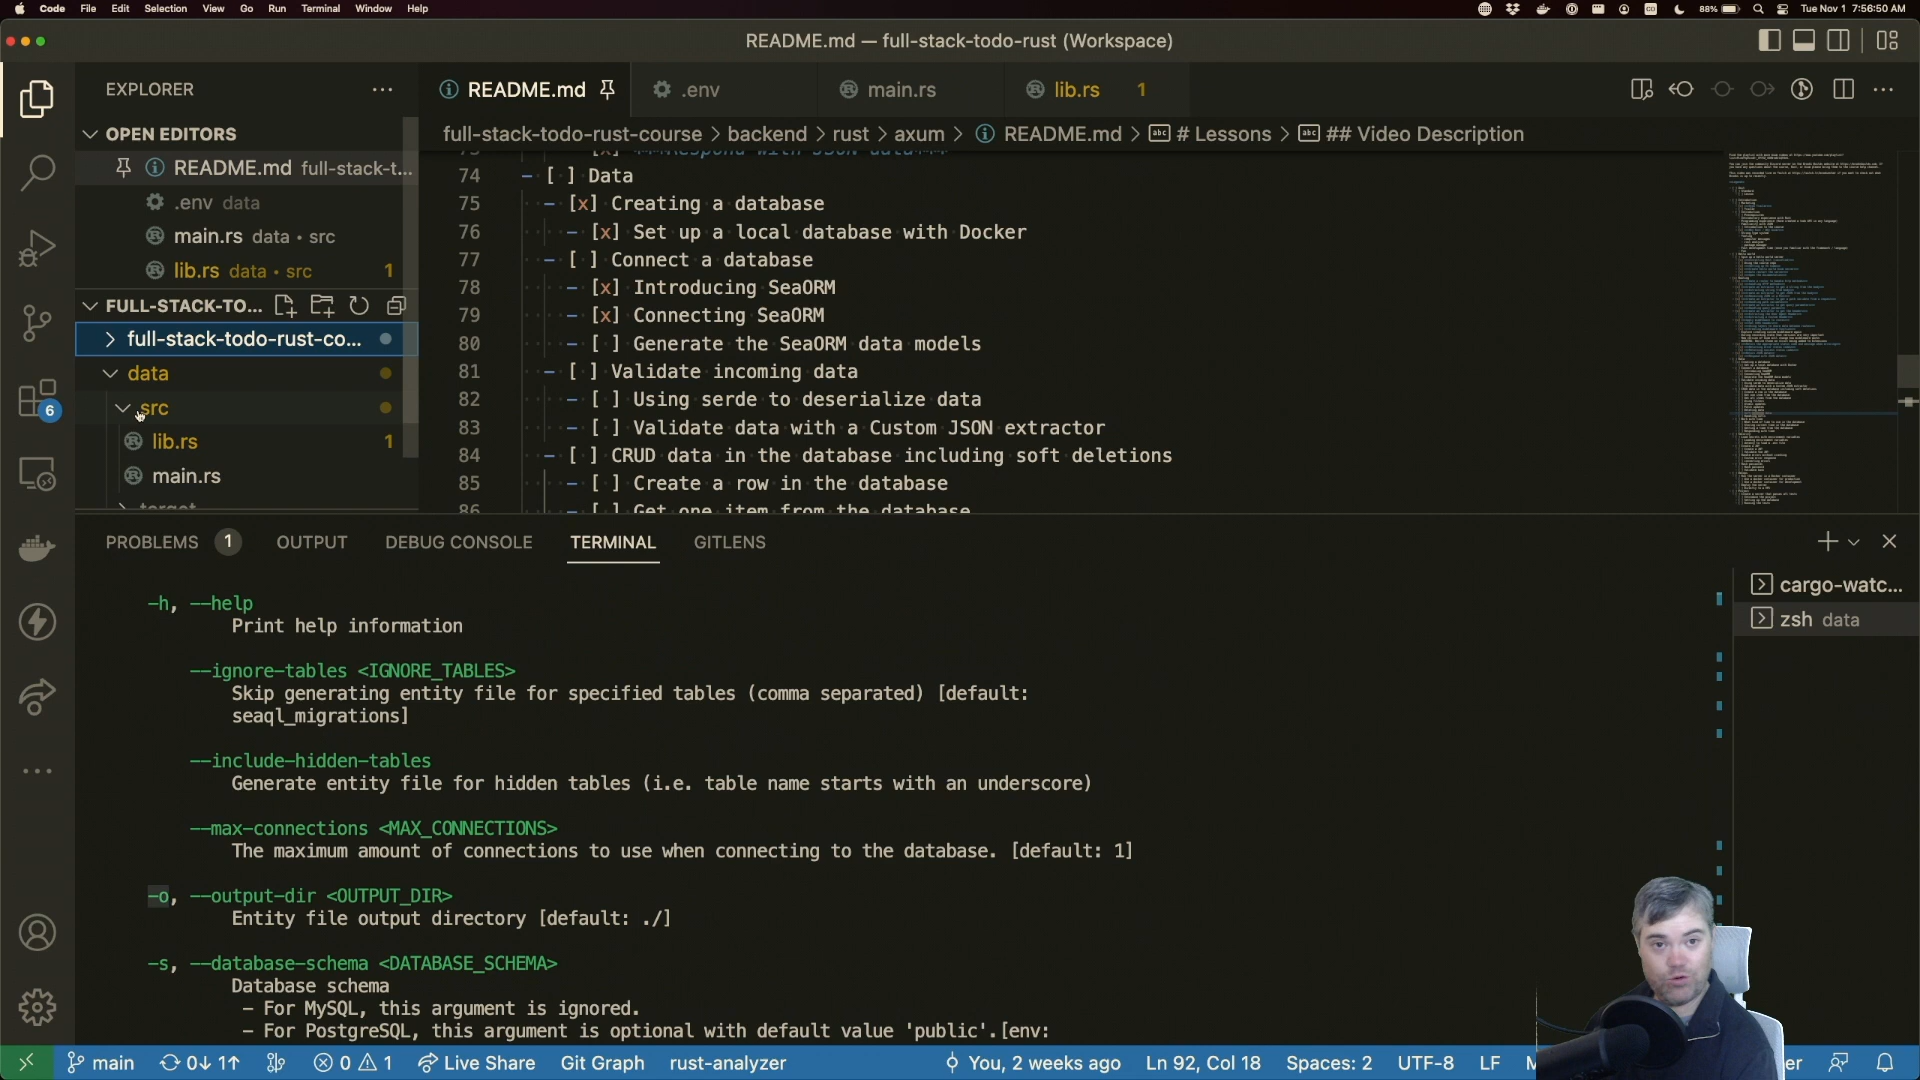 Code File Edit Selection View Go Run Terminal Window Help
88% Tue Nov 1 7:56:50 AM
README.md — full-stack-todo-rust (Workspace)
EXPLORER
OPEN EDITORS
README.md full-stack-t...
.env data
main.rs data • src
lib.rs data • src 1
FULL-STACK-TO...
full-stack-todo-rust-co...
data
src
lib.rs 1
main.rs
target
6
README.md
.env
main.rs
lib.rs 1
full-stack-todo-rust-course > backend > rust > axum > README.md > # Lessons > ## Video Description
74 - [ ] Data
75 - [x] Creating a database
76 - [x] Set up a local database with Docker
77 - [ ] Connect a database
78 - [x] Introducing SeaORM
79 - [x] Connecting SeaORM
80 - [ ] Generate the SeaORM data models
81 - [ ] Validate incoming data
82 - [ ] Using serde to deserialize data
83 - [ ] Validate data with a Custom JSON extractor
84 - [ ] CRUD data in the database including soft deletions
85 - [ ] Create a row in the database
86 - [ ] Get one item from the database
PROBLEMS 1 OUTPUT DEBUG CONSOLE TERMINAL GITLENS
-h, --help
Print help information
--ignore-tables <IGNORE_TABLES>
Skip generating entity file for specified tables (comma separated) [default:
seaql_migrations]
--include-hidden-tables
Generate entity file for hidden tables (i.e. table name starts with an underscore)
--max-connections <MAX_CONNECTIONS>
The maximum amount of connections to use when connecting to the database. [default: 1]
-o, --output-dir <OUTPUT_DIR>
Entity file output directory [default: ./]
-s, --database-schema <DATABASE_SCHEMA>
Database schema
- For MySQL, this argument is ignored.
- For PostgreSQL, this argument is optional with default value 'public'.[env:
cargo-watc...
zsh data
main 0↓ 1↑ 0 1 Live Share Git Graph rust-analyzer You, 2 weeks ago Ln 92, Col 18 Spaces: 2 UTF-8 LF